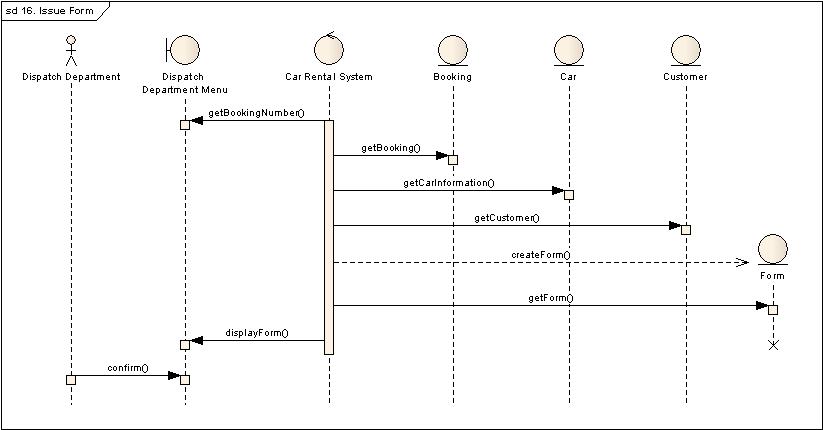 sd 16. Issue Form
Dispatch Department
Dispatch
Department Menu
Car Rental System
Booking
Car
Customer
getBookingNumber()
getBooking()
getCarInformation()
getCustomer()
createForm()
Form
getForm()
displayForm()
confirm()